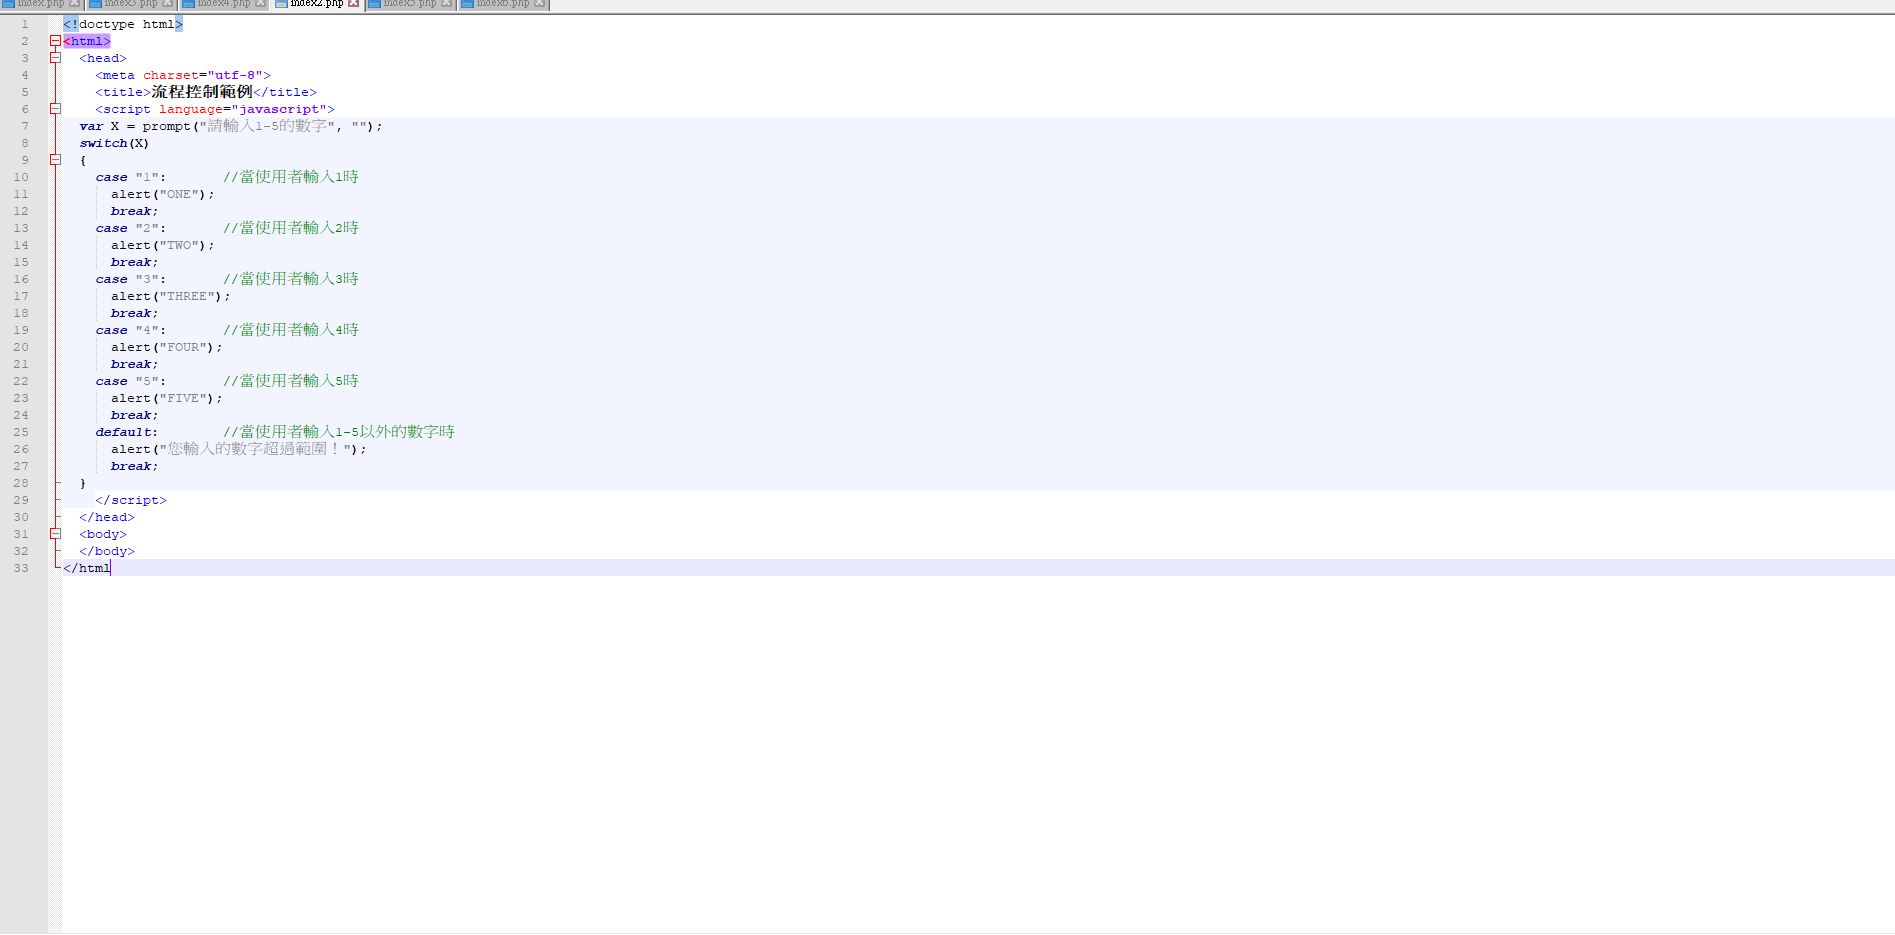 index.php index3.php index4.php index2.php index5.php index6.php
1 <!doctype html>
2 <html>
3 <head>
4 <meta charset="utf-8">
5 <title>流程控制範例</title>
6 <script language="javascript">
7 var X = prompt("請輸入1-5的數字", "");
8 switch(X)
9 {
10 case "1": //當使用者輸入1時
11 alert("ONE");
12 break;
13 case "2": //當使用者輸入2時
14 alert("TWO");
15 break;
16 case "3": //當使用者輸入3時
17 alert("THREE");
18 break;
19 case "4": //當使用者輸入4時
20 alert("FOUR");
21 break;
22 case "5": //當使用者輸入5時
23 alert("FIVE");
24 break;
25 default: //當使用者輸入1-5以外的數字時
26 alert("您輸入的數字超過範圍！");
27 break;
28 }
29 </script>
30 </head>
31 <body>
32 </body>
33 </html